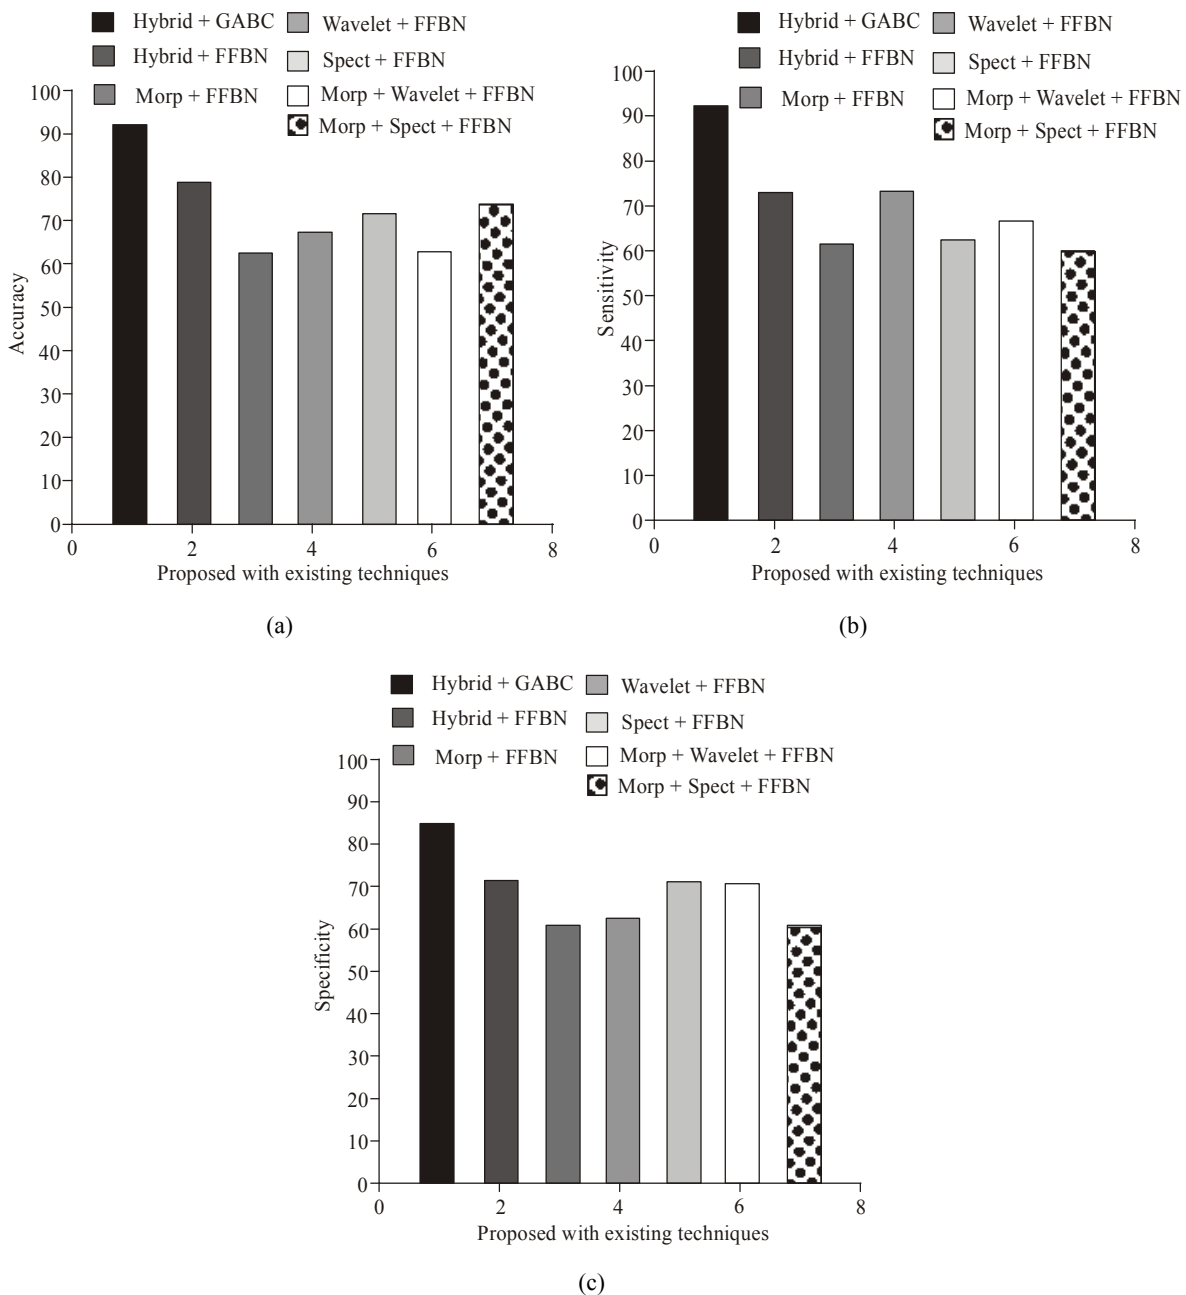 Hybrid + GABC
Wavelet + FFBN
Hybrid + FFBN
Spect + FFBN
Morp + FFBN
Morp + Wavelet + FFBN
Morp + Spect + FFBN
100
90
80
70
60
50
40
30
20
10
0
Accuracy
0 2 4 6 8
Proposed with existing techniques
(a)
Hybrid + GABC
Wavelet + FFBN
Hybrid + FFBN
Spect + FFBN
Morp + FFBN
Morp + Wavelet + FFBN
Morp + Spect + FFBN
100
90
80
70
60
50
40
30
20
10
0
Sensitivity
0 2 4 6 8
Proposed with existing techniques
(b)
Hybrid + GABC
Wavelet + FFBN
Hybrid + FFBN
Spect + FFBN
Morp + FFBN
Morp + Wavelet + FFBN
Morp + Spect + FFBN
100
90
80
70
60
50
40
30
20
10
0
Specificity
0 2 4 6 8
Proposed with existing techniques
(c)